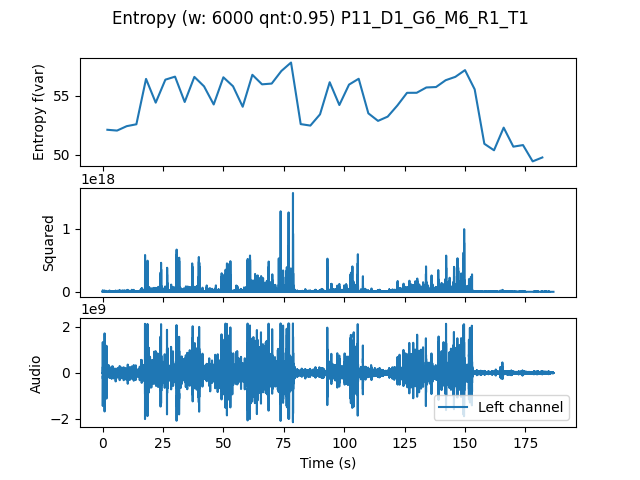 Entropy (w: 6000 qnt:0.95) P11_D1_G6_M6_R1_T1
Entropy f(var)
55
50
1e18
Squared
1
0
1e9
Audio
2
0
−2
Left channel
0 25 50 75 100 125 150 175
Time (s)